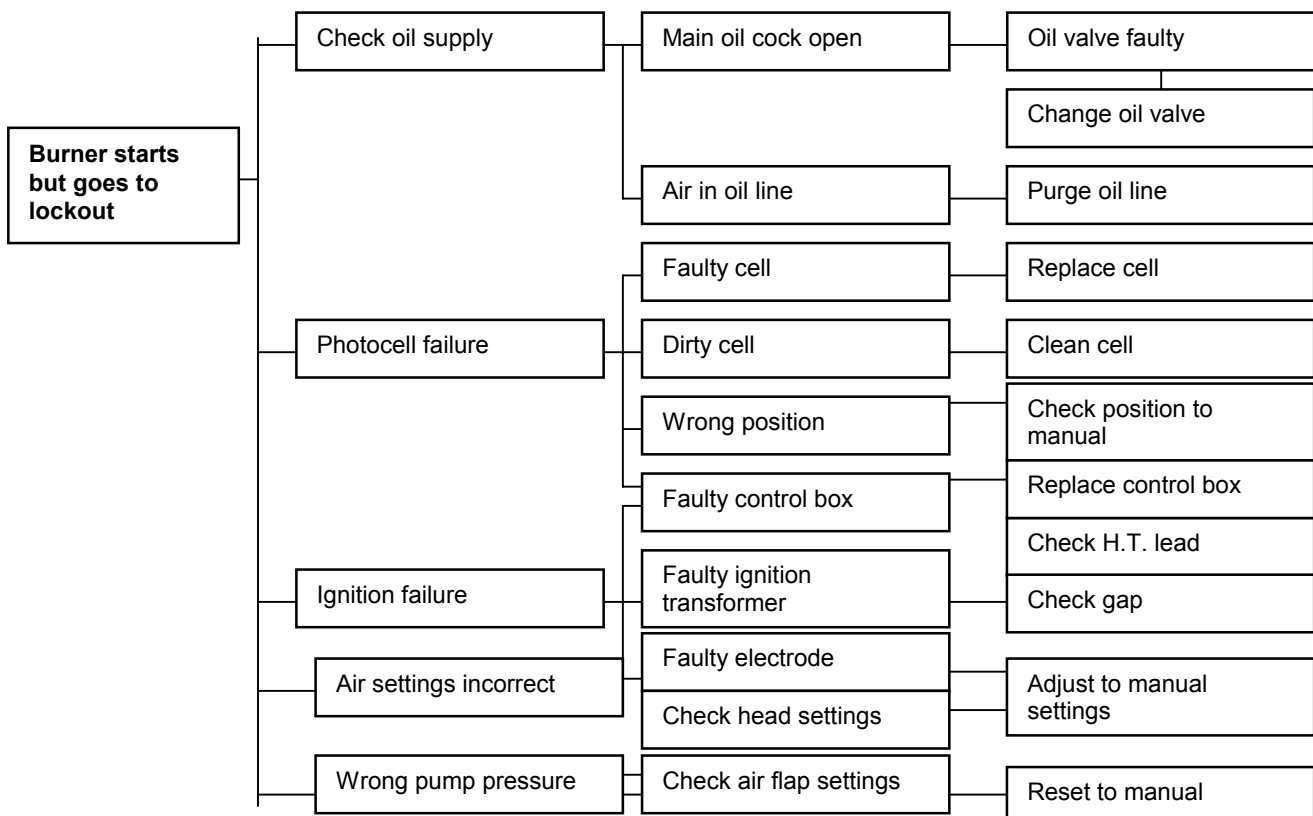 Check oil supply
Main oil cock open
Oil valve faulty
Change oil valve
Burner starts
but goes to
lockout
Air in oil line
Purge oil line
Faulty cell
Replace cell
Photocell failure
Dirty cell
Clean cell
Wrong position
Check position to
manual
Faulty control box
Replace control box
Check H.T. lead
Ignition failure
Faulty ignition
transformer
Check gap
Faulty electrode
Air settings incorrect
Adjust to manual
settings
Check head settings
Wrong pump pressure
Check air flap settings
Reset to manual